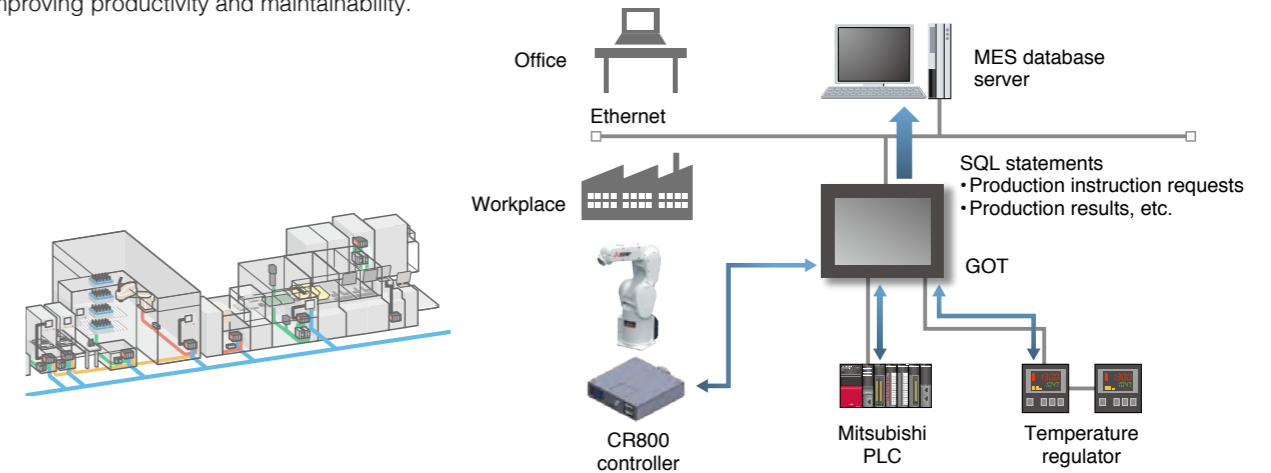 improving productivity and maintainability.
Office
MES database
server
Ethernet
SQL statements
・Production instruction requests
・Production results, etc.
Workplace
GOT
CR800
controller
Mitsubishi
PLC
Temperature
regulator